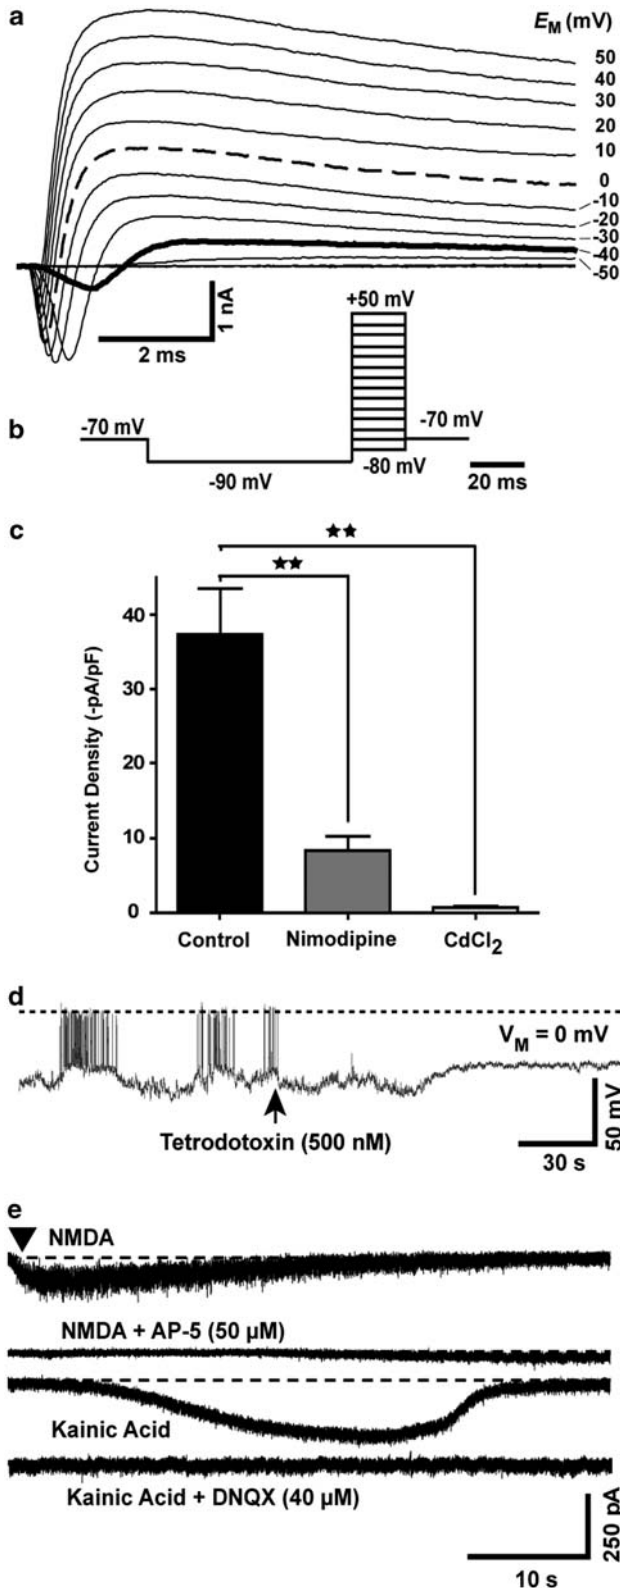 a
E_M (mV)
50
40
30
20
10
0
-10
-20
-30
-40
-50
1 nA
2 ms
b
+50 mV
-70 mV
-70 mV
-90 mV
-80 mV
20 ms
c
★★
★★
Current Density (-pA/pF)
40
30
20
10
0
Control
Nimodipine
CdCl₂
d
V_M = 0 mV
Tetrodotoxin (500 nM)
50 mV
30 s
e
NMDA
NMDA + AP-5 (50 µM)
Kainic Acid
Kainic Acid + DNQX (40 µM)
250 pA
10 s